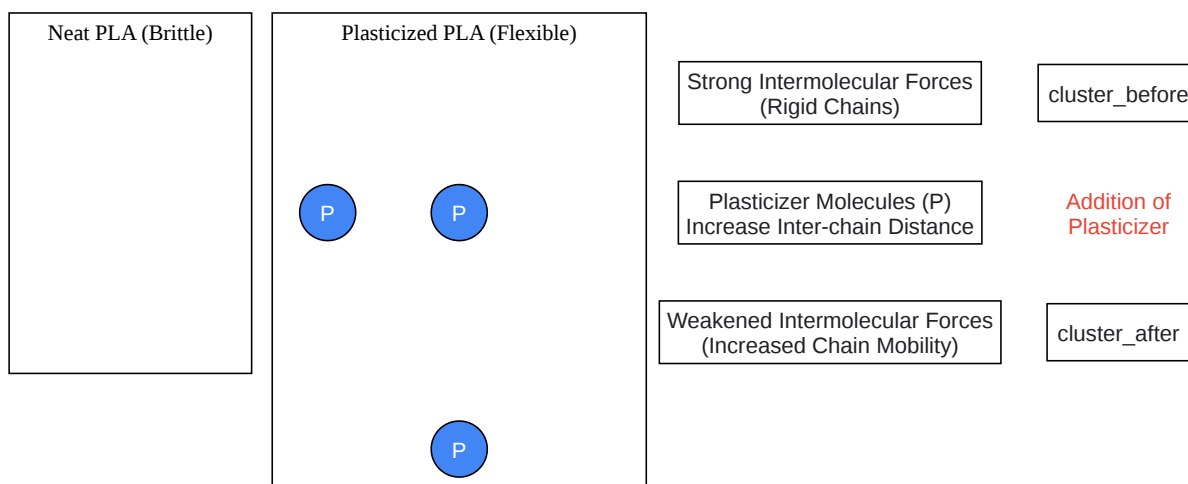 Neat PLA (Brittle)
Plasticized PLA (Flexible)
Strong Intermolecular Forces
(Rigid Chains)
cluster_before
P
P
Plasticizer Molecules (P)
Increase Inter-chain Distance
Addition of
Plasticizer
Weakened Intermolecular Forces
(Increased Chain Mobility)
cluster_after
P